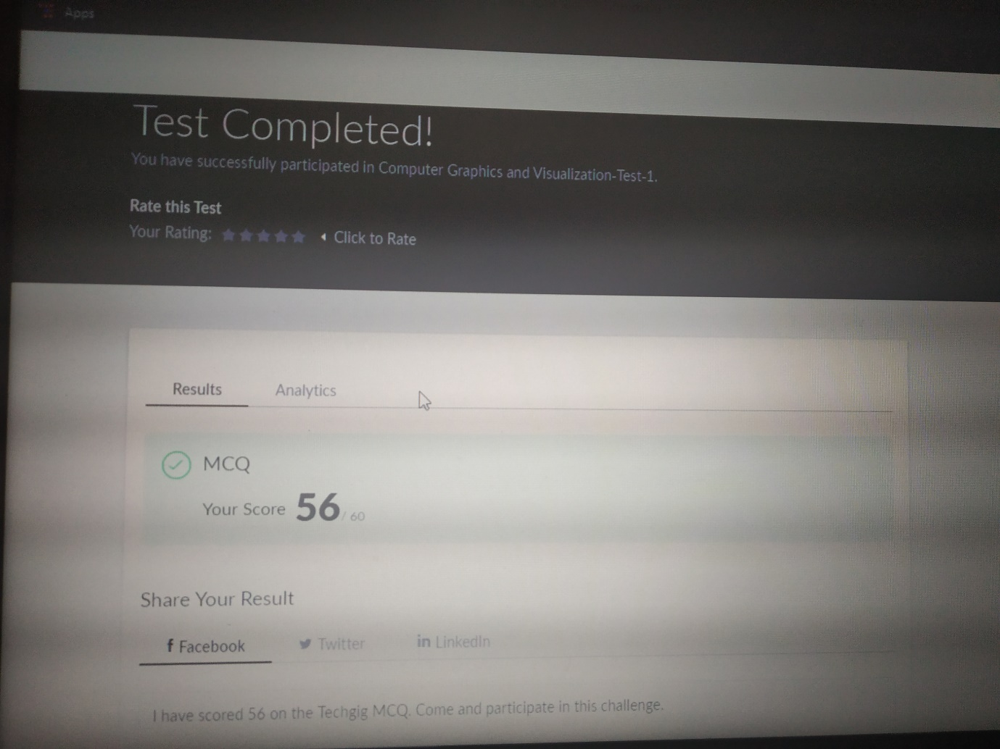 Apps
Test Completed!
You have successfully participated in Computer Graphics and Visualization-Test-1.
Rate this Test
Your Rating: Click to Rate
Results Analytics
MCQ
Your Score 56 / 60
Share Your Result
f Facebook Twitter in LinkedIn
I have scored 56 on the Techgig MCQ. Come and participate in this challenge.